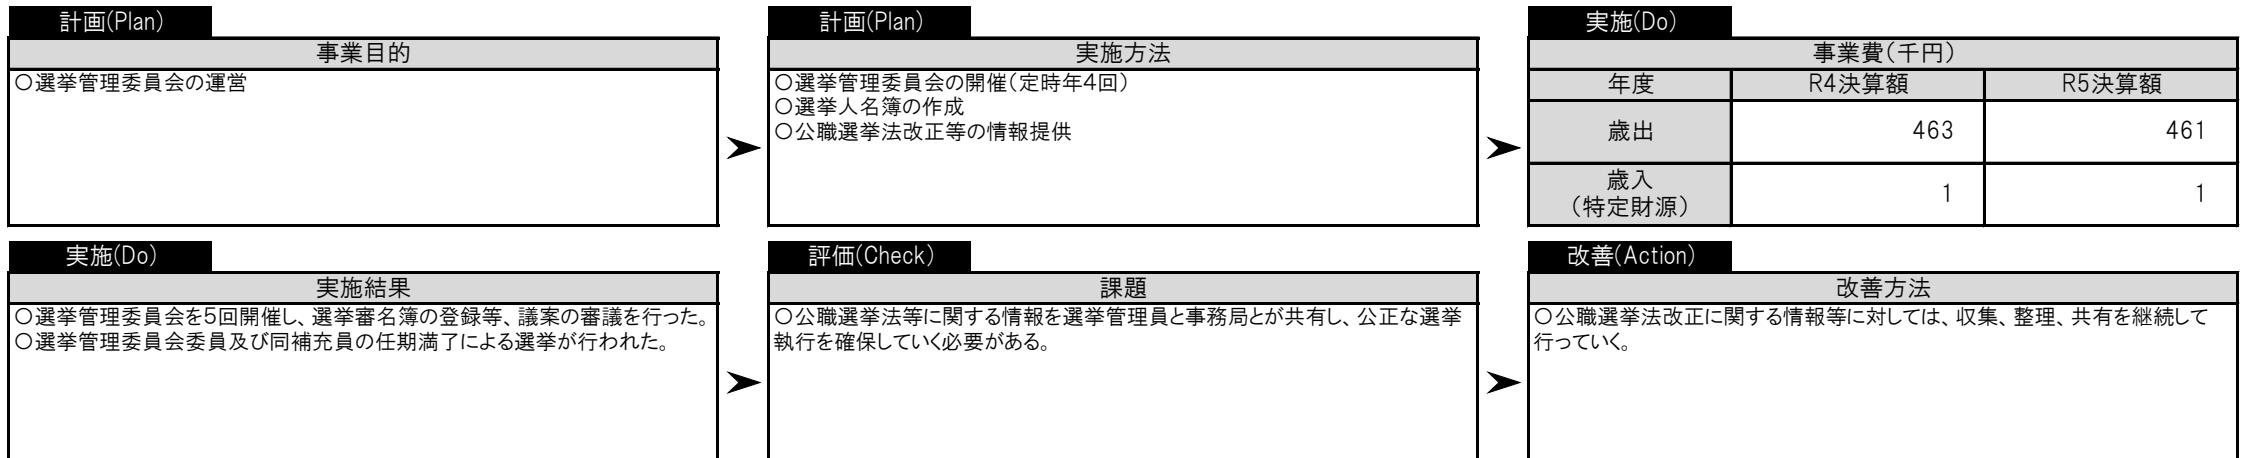 計画(Plan)
事業目的
〇選挙管理委員会の運営
計画(Plan)
実施方法
〇選挙管理委員会の開催(定時年4回)
〇選挙人名簿の作成
〇公職選挙法改正等の情報提供
実施(Do)
事業費(千円)
年度 R4決算額 R5決算額
歳出 463 461
歳入
(特定財源) 1 1
実施(Do)
実施結果
〇選挙管理委員会を5回開催し、選挙審名簿の登録等、議案の審議を行った。
〇選挙管理委員会委員及び同補充員の任期満了による選挙が行われた。
評価(Check)
課題
〇公職選挙法等に関する情報を選挙管理員と事務局とが共有し、公正な選挙
執行を確保していく必要がある。
改善(Action)
改善方法
〇公職選挙法改正に関する情報等に対しては、収集、整理、共有を継続して
行っていく。